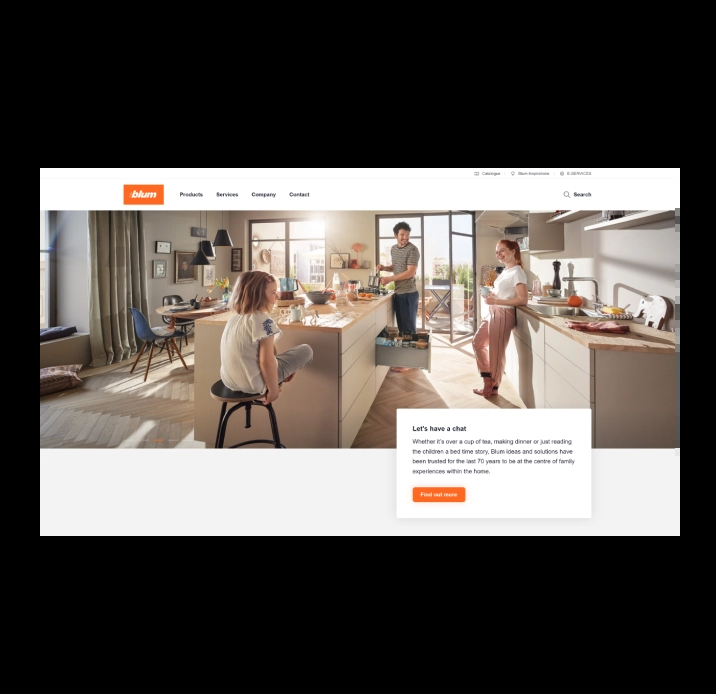 Catalogue
Blum Inspirations
E-SERVICES
blum
Products
Services
Company
Contact
Search
Let's have a chat
Whether it's over a cup of tea, making dinner or just reading
the children a bed time story, Blum ideas and solutions have
been trusted for the last 70 years to be at the centre of family
experiences within the home.
Find out more